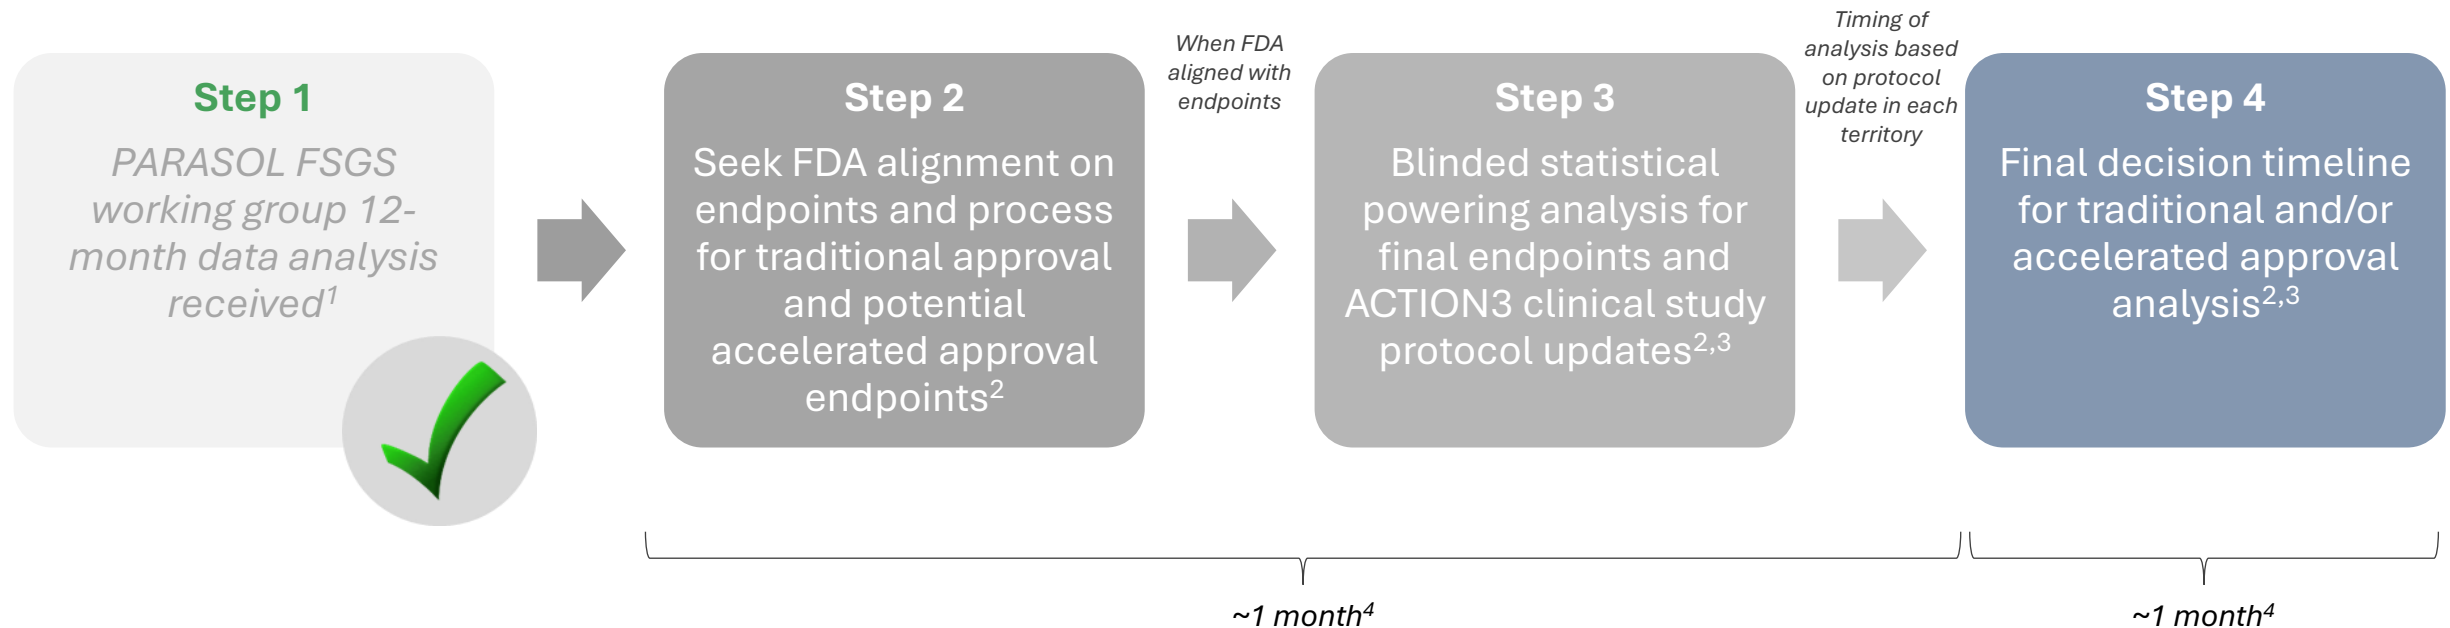 Step 1
PARASOL FSGS
working group 12-
month data analysis
received¹
Step 2
Seek FDA alignment on
endpoints and process
for traditional approval
and potential
accelerated approval
endpoints²
When FDA
aligned with
endpoints
Step 3
Blinded statistical
powering analysis for
final endpoints and
ACTION3 clinical study
protocol updates²,³
Timing of
analysis based
on protocol
update in each
territory
Step 4
Final decision timeline
for traditional and/or
accelerated approval
analysis²,³
~1 month⁴
~1 month⁴